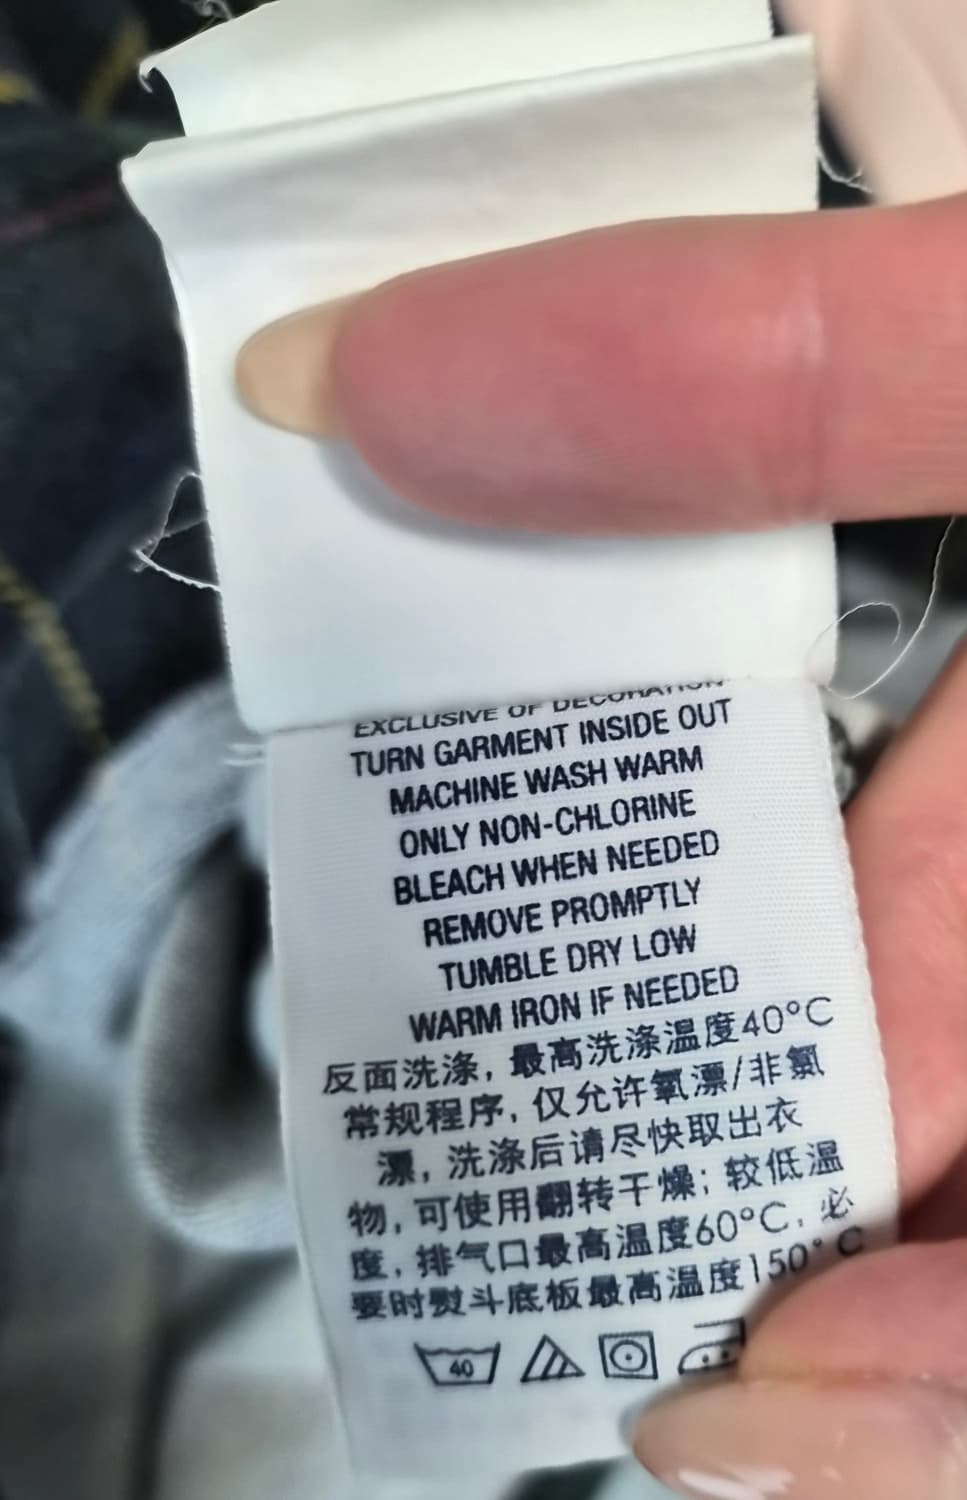 EXCLUSIVE OF DECORATION
TURN GARMENT INSIDE OUT
MACHINE WASH WARM
ONLY NON-CHLORINE
BLEACH WHEN NEEDED
REMOVE PROMPTLY
TUMBLE DRY LOW
WARM IRON IF NEEDED
反面洗涤, 最高洗涤温度40°C
常规程序, 仅允许氧漂/非氯
漂, 洗涤后请尽快取出衣
物, 可使用翻转干燥; 较低温
度, 排气口最高温度60°C, 必
要时熨斗底板最高温度150°C
40